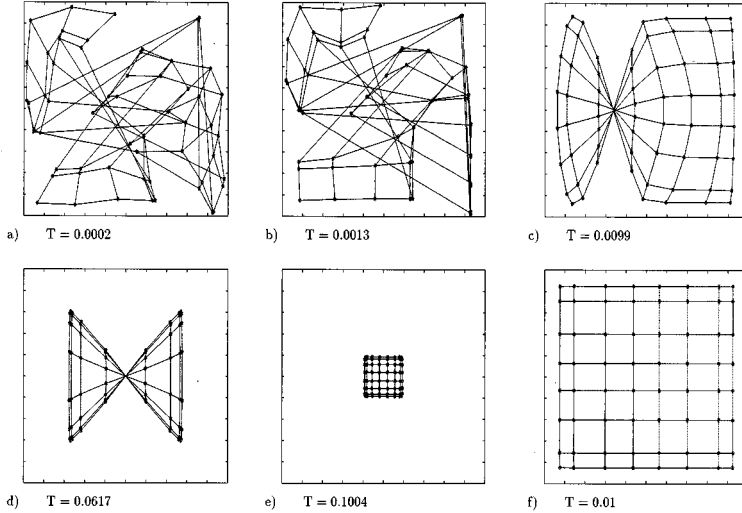 a) T = 0.0002
b) T = 0.0013
c) T = 0.0099
d) T = 0.0617
e) T = 0.1004
f) T = 0.01